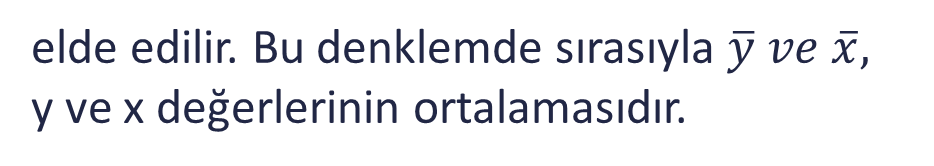 elde edilir. Bu denklemde sırasıyla ȳ ve x̄,
y ve x değerlerinin ortalamasıdır.